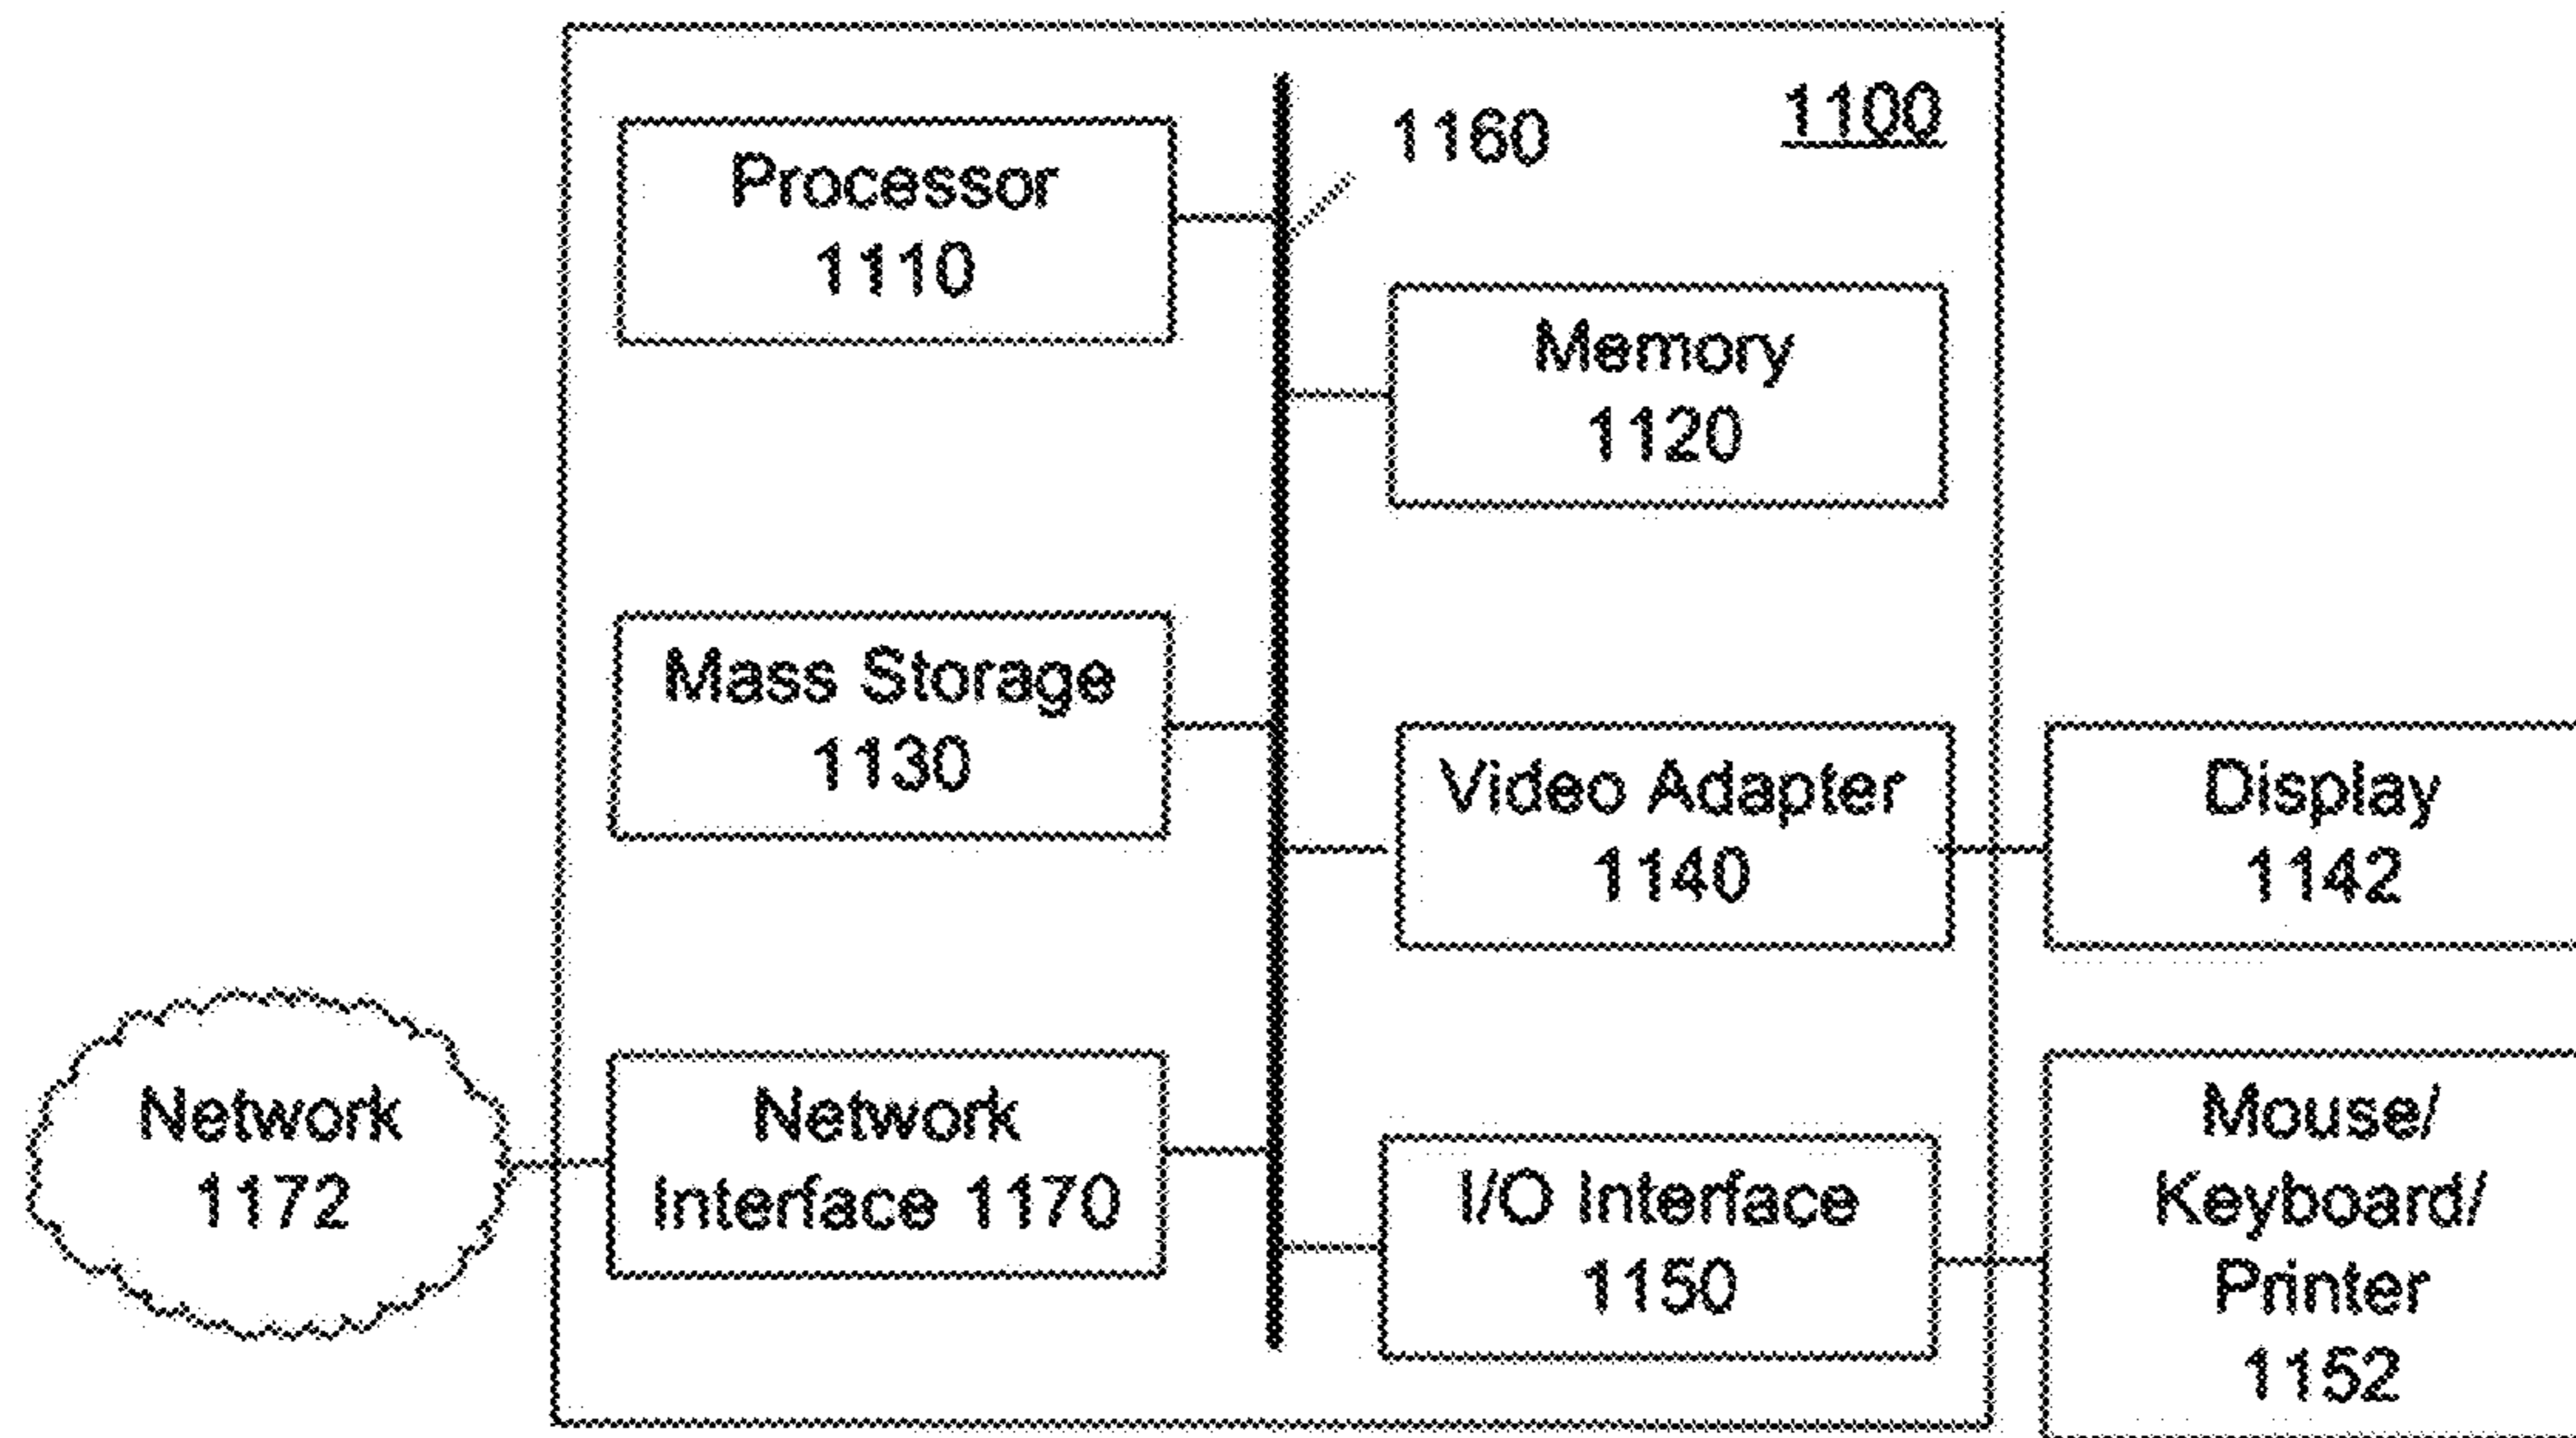 1100
1160
Processor
1110
Memory
1120
Mass Storage
1130
Video Adapter
1140
Display
1142
Network
1172
Network
Interface 1170
I/O Interface
1150
Mouse/
Keyboard/
Printer
1152